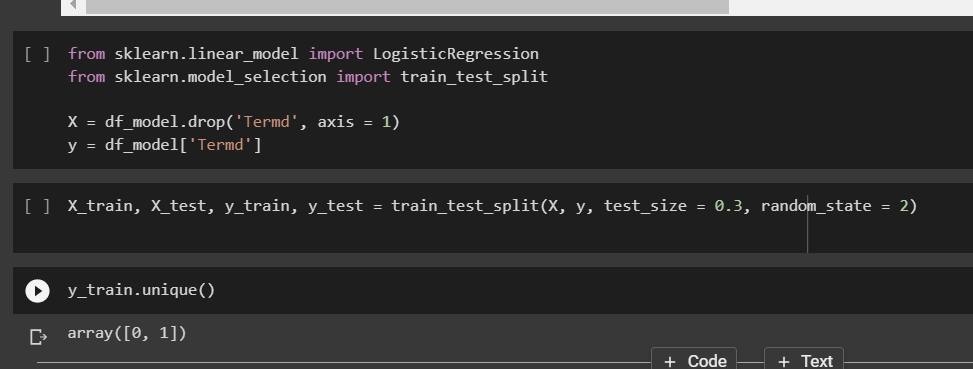 [ ] from sklearn.linear_model import LogisticRegression
from sklearn.model_selection import train_test_split
X = df_model.drop('Termd', axis = 1)
y = df_model['Termd']
[ ] X_train, X_test, y_train, y_test = train_test_split(X, y, test_size = 0.3, random_state = 2)
y_train.unique()
array([0, 1])
+ Code + Text